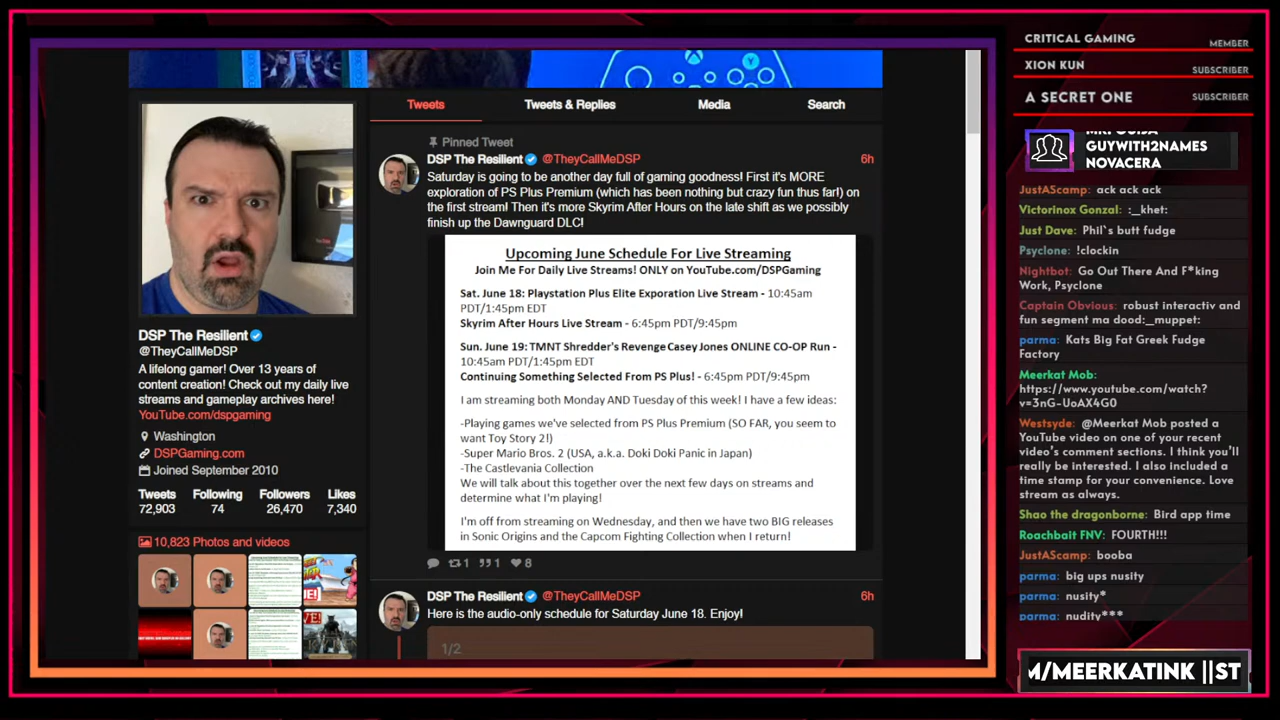 Tweets
Tweets & Replies
Media
Search
Pinned Tweet
DSP The Resilient @TheyCallMeDSP 6h
Saturday is going to be another day full of gaming goodness! First it's MORE
exploration of PS Plus Premium (which has been nothing but crazy fun thus far!) on
the first stream! Then it's more Skyrim After Hours on the late shift as we possibly
finish up the Dawnguard DLC!
Upcoming June Schedule For Live Streaming
Join Me For Daily Live Streams! ONLY on YouTube.com/DSPGaming
Sat. June 18: Playstation Plus Elite Exporation Live Stream - 10:45am
PDT/1:45pm EDT
Skyrim After Hours Live Stream - 6:45pm PDT/9:45pm
Sun. June 19: TMNT Shredder's Revenge Casey Jones ONLINE CO-OP Run -
10:45am PDT/1:45pm EDT
Continuing Something Selected From PS Plus! - 6:45pm PDT/9:45pm
I am streaming both Monday AND Tuesday of this week! I have a few ideas:
-Playing games we've selected from PS Plus Premium (SO FAR, you seem to
want Toy Story 2!)
-Super Mario Bros. 2 (USA, a.k.a. Doki Doki Panic in Japan)
-The Castlevania Collection
We will talk about this together over the next few days on streams and
determine what I'm playing!
I'm off from streaming on Wednesday, and then we have two BIG releases
in Sonic Origins and the Capcom Fighting Collection when I return!
1 1 8
DSP The Resilient @TheyCallMeDSP 6h
Here is the audio-only schedule for Saturday June 18! Enjoy!
1/2
DSP The Resilient
@TheyCallMeDSP
A lifelong gamer! Over 13 years of
content creation! Check out my daily live
streams and gameplay archives here!
YouTube.com/dspgaming
Washington
DSPGaming.com
Joined September 2010
Tweets Following Followers Likes
72,903 74 26,470 7,340
10,823 Photos and videos
CRITICAL GAMING MEMBER
XION KUN SUBSCRIBER
A SECRET ONE SUBSCRIBER
GUYWITH2NAMES
NOVACERA
JustAScamp: ack ack ack
Victorinox Gonzal: :_khet:
Just Dave: Phil`s butt fudge
Psyclone: !clockin
Nightbot: Go Out There And F*king
Work, Psyclone
Captain Obvious: robust interactiv and
fun segment ma dood:_muppet:
parma: Kats Big Fat Greek Fudge
Factory
Meerkat Mob:
https://www.youtube.com/watch?
v=3nG-UoAX4G0
Westsyde: @Meerkat Mob posted a
YouTube video on one of your recent
video's comment sections. I think you'll
really be interested. I also included a
time stamp for your convenience. Love
stream as always.
Shao the dragonborne: Bird app time
Roachbait FNV: FOURTH!!!
JustAScamp: booba
parma: big ups nusity
parma: nusity*
parma: nudity***
M/MEERKATINK ||ST